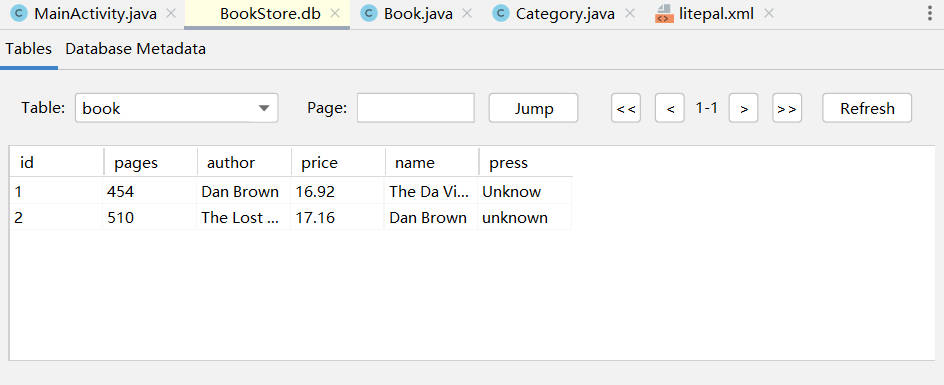 C MainActivity.java BookStore.db C Book.java C Category.java litepal.xml
Tables Database Metadata
Table: book Page: Jump << < 1-1 > >> Refresh
id pages author price name press
1 454 Dan Brown 16.92 The Da Vi... Unknow
2 510 The Lost ... 17.16 Dan Brown unknown